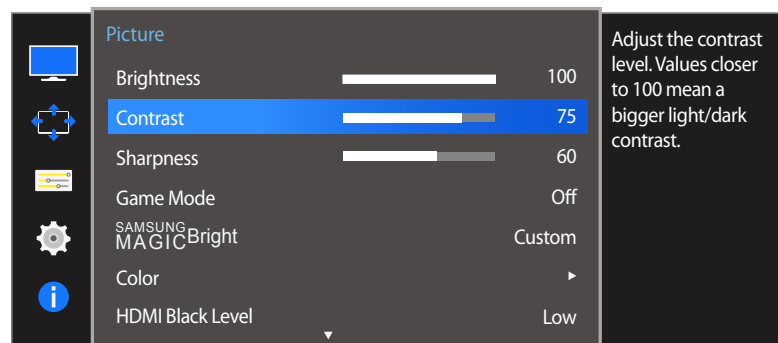 Picture
Brightness 100
Contrast 75
Sharpness 60
Game Mode Off
SAMSUNG
MAGICBright Custom
Color
HDMI Black Level Low
Adjust the contrast
level. Values closer
to 100 mean a
bigger light/dark
contrast.